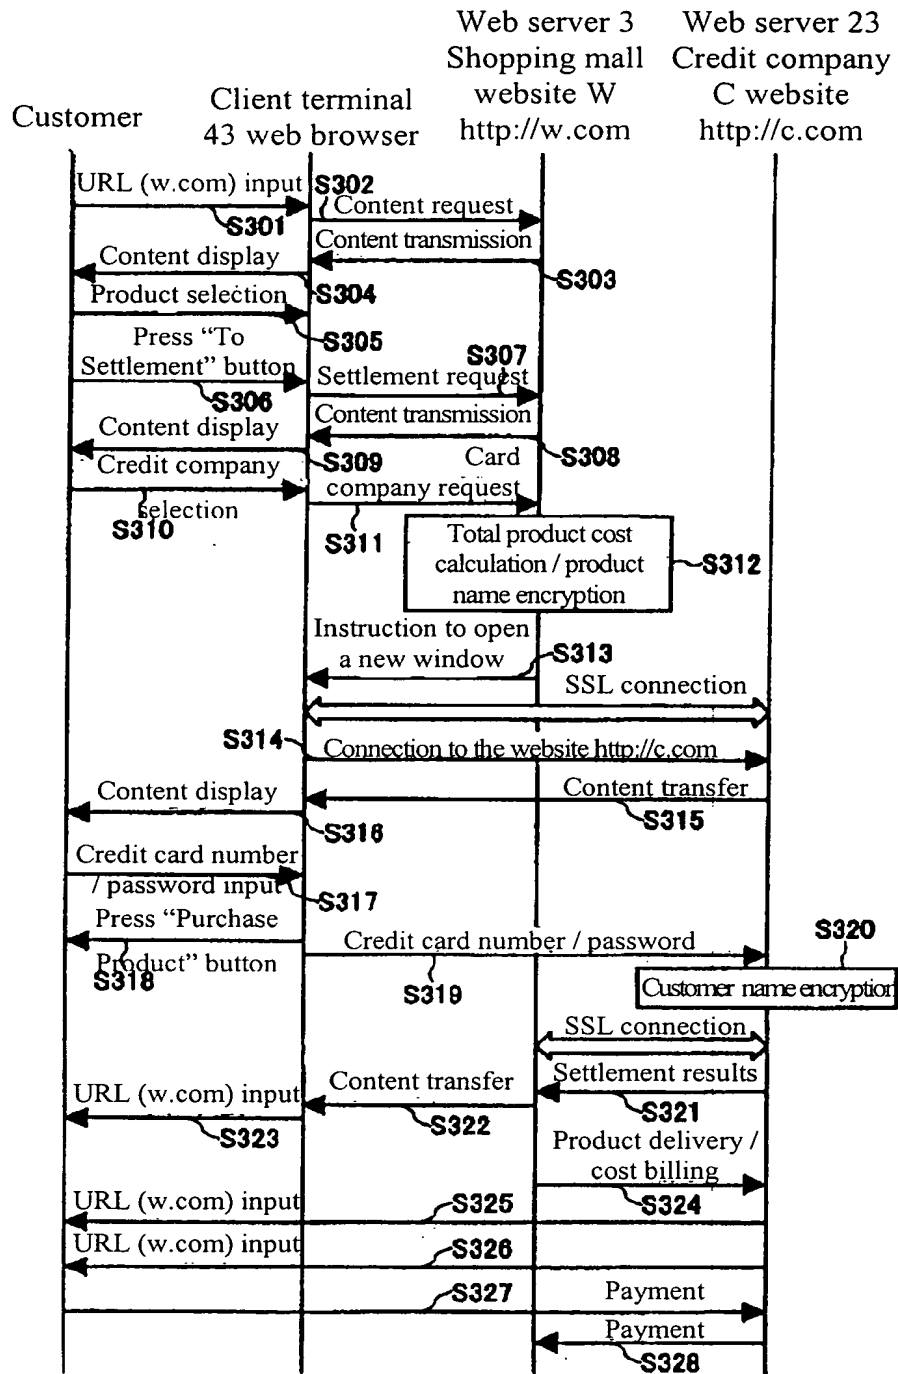 Web server 3
Shopping mall
website W
http://w.com
Web server 23
Credit company
C website
http://c.com
Customer
Client terminal
43 web browser
URL (w.com) input
S301
S302
Content request
Content transmission
S303
Content display
S304
Product selection
S305
Press “To
Settlement” button
S306
S307
Settlement request
Content transmission
S308
Content display
S309
Credit company
selection
S310
Card
company request
S311
Total product cost
calculation / product
name encryption
S312
Instruction to open
a new window
S313
SSL connection
S314
Connection to the website http://c.com
Content transfer
S315
Content display
S316
Credit card number
/ password input
S317
Press “Purchase
Product” button
S318
Credit card number / password
S319
S320
Customer name encryption
SSL connection
Settlement results
S321
Content transfer
S322
URL (w.com) input
S323
Product delivery /
cost billing
S324
URL (w.com) input
S325
URL (w.com) input
S326
S327
Payment
Payment
S328